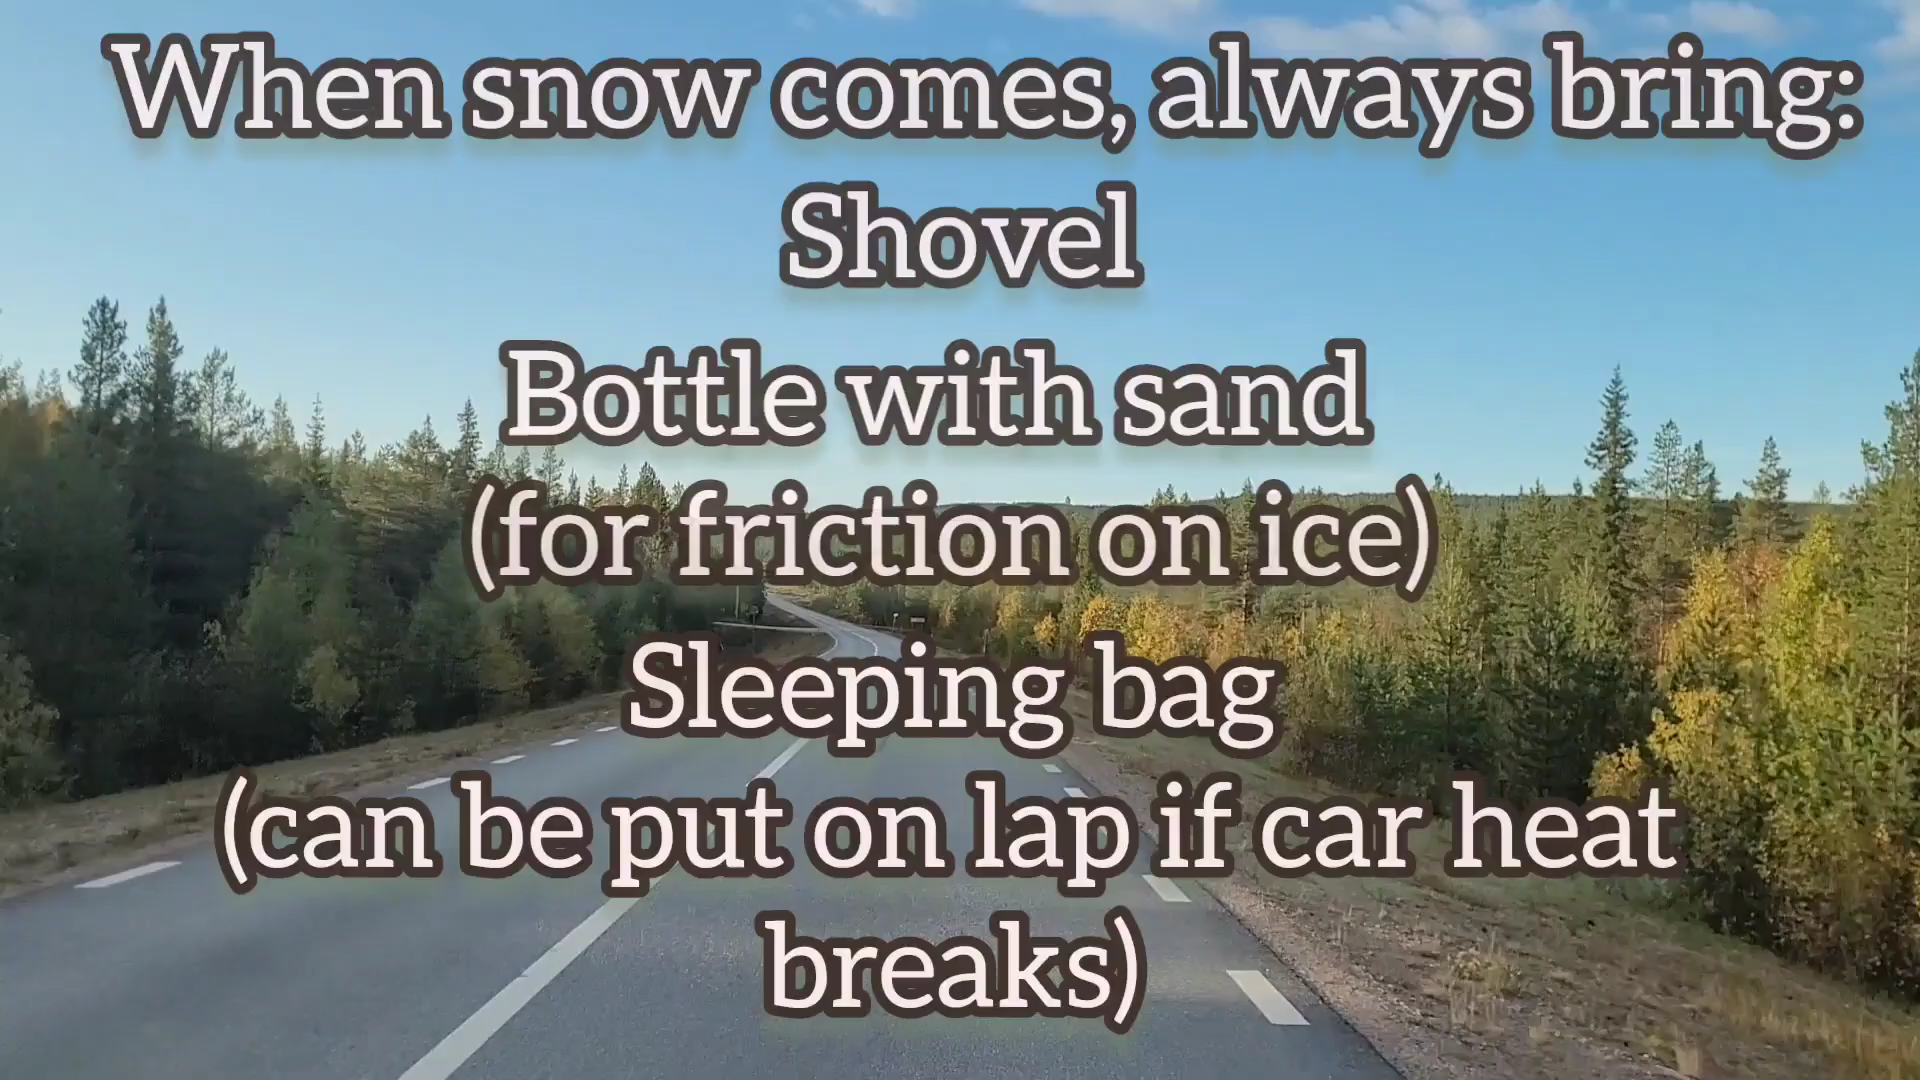 When snow comes, always bring:
Shovel
Bottle with sand
(for friction on ice)
Sleeping bag
(can be put on lap if car heat
breaks)